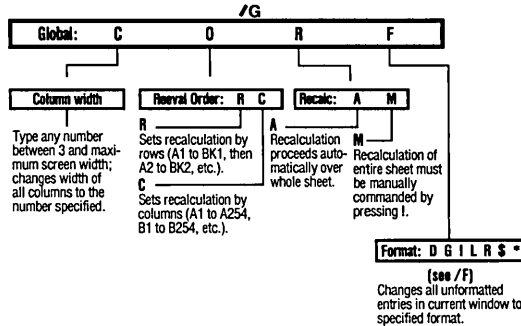 /G
Global: C O R F
Column width
Type any number
between 3 and maxi-
mum screen width;
changes width of
all columns to the
number specified.
Reeval Order: R C
R
Sets recalculation by
rows (A1 to BK1, then
A2 to BK2, etc.).
C
Sets recalculation by
columns (A1 to A254,
B1 to B254, etc.).
Recalc: A M
A
Recalculation
proceeds auto-
matically over
whole sheet.
M
Recalculation of
entire sheet must
be manually
commanded by
pressing !.
Format: D G I L R $ *
(see /F)
Changes all unformatted
entries in current window to
specified format.